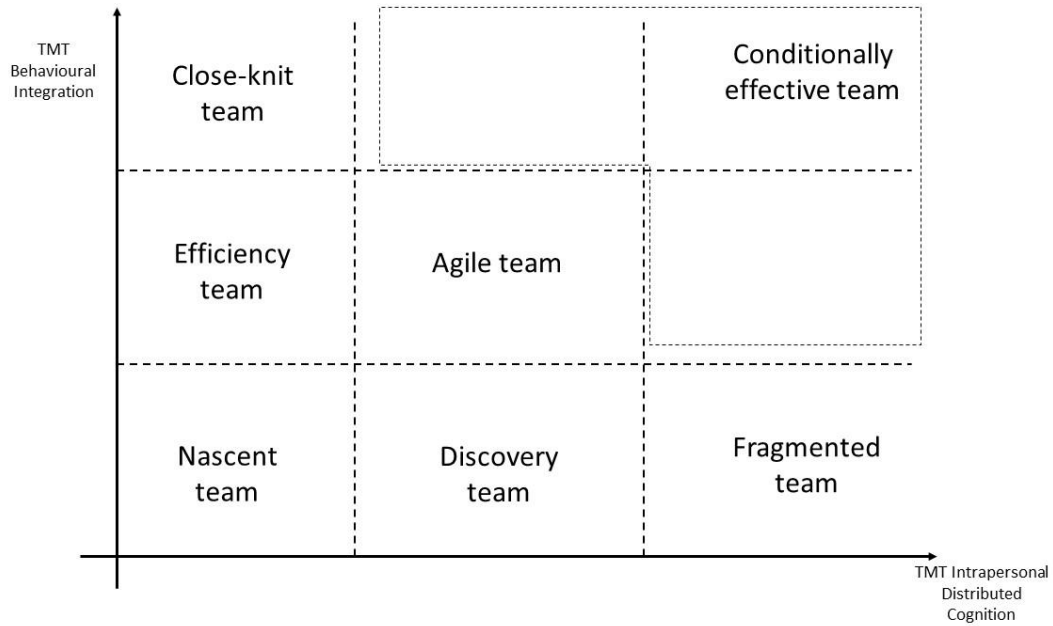 TMT
Behavioural
Integration
Close-knit
team
Conditionally
effective team
Efficiency
team
Agile team
Nascent
team
Discovery
team
Fragmented
team
TMT Intrapersonal
Distributed
Cognition